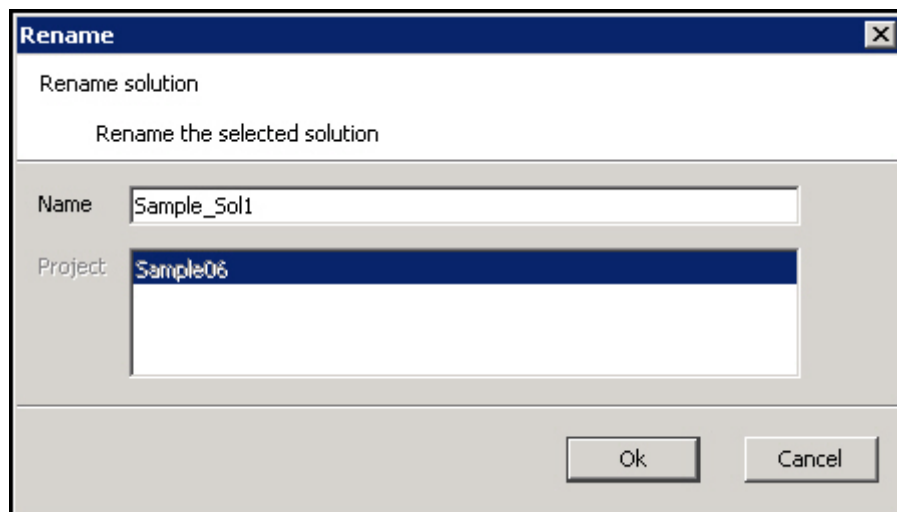 Rename
Rename solution
Rename the selected solution
Name Sample_Sol1
Project Sample06
Ok Cancel